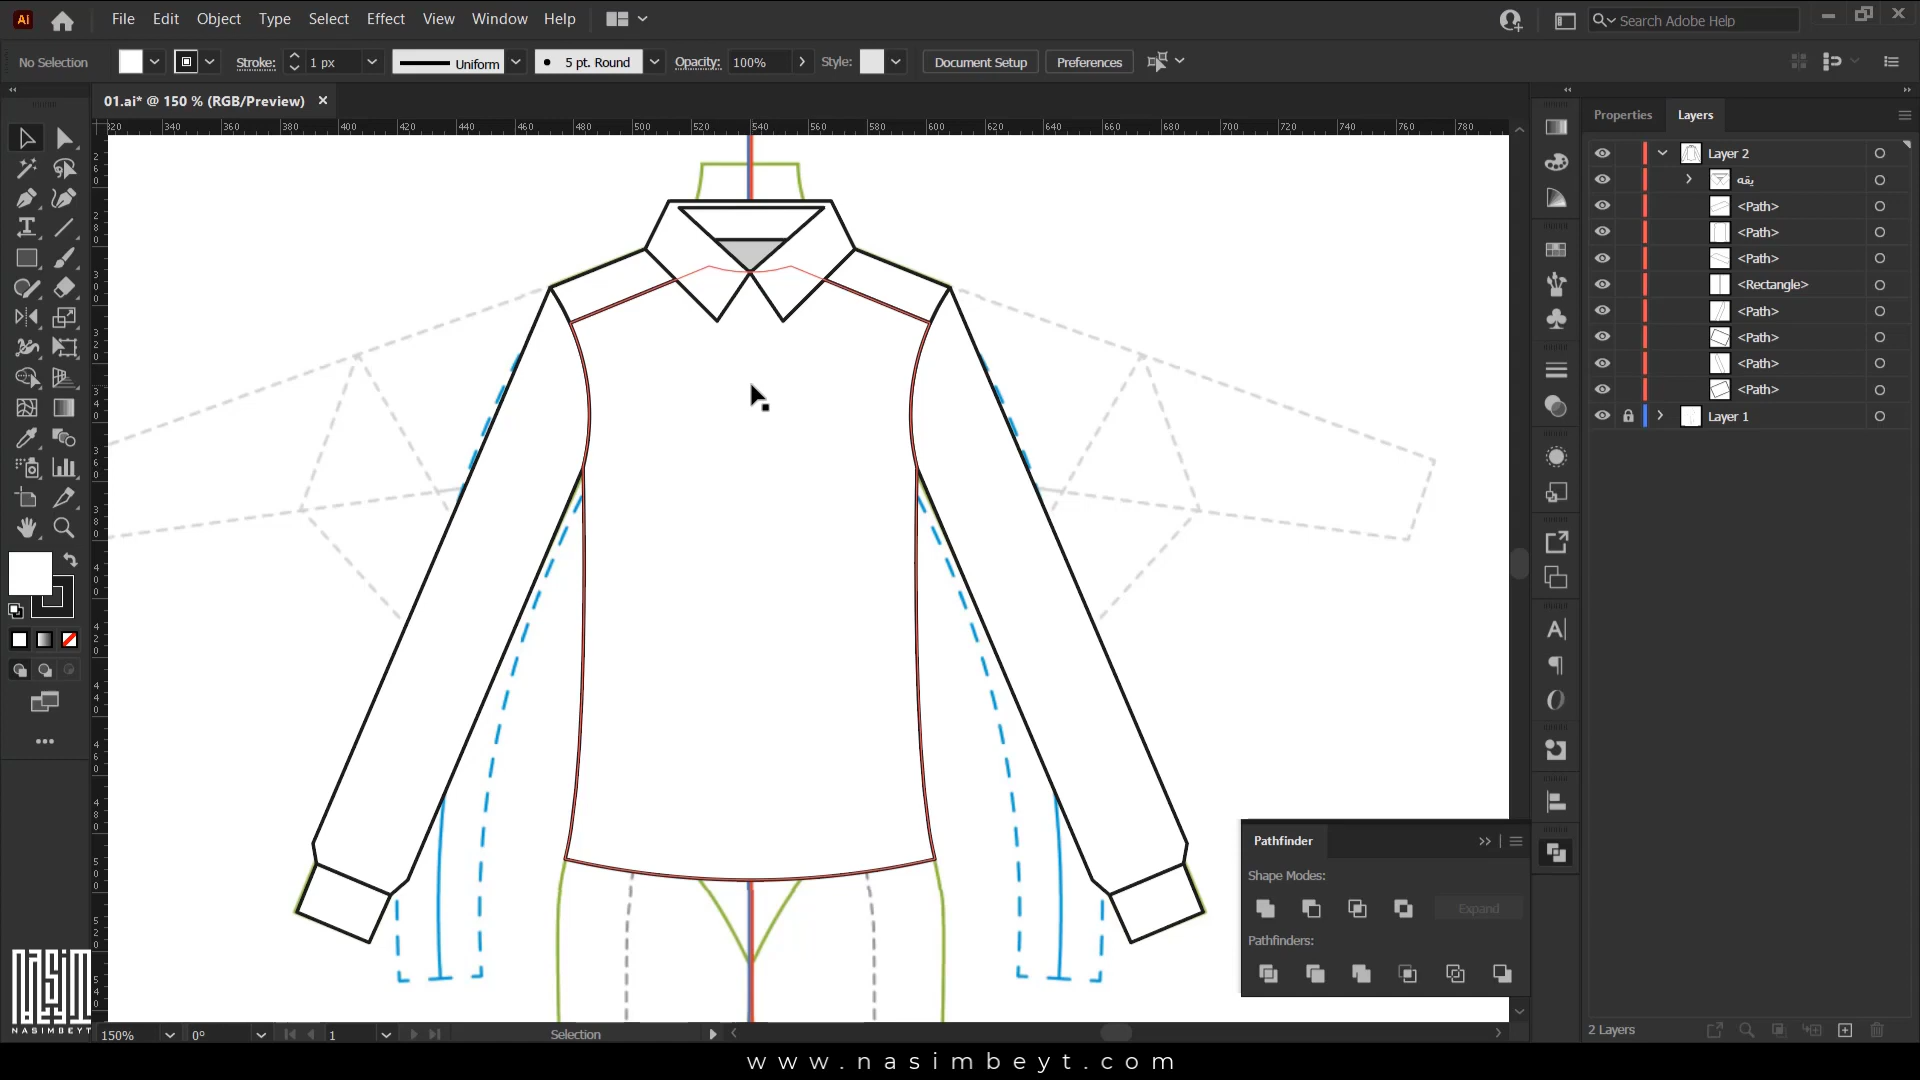 Ai File Edit Object Type Select Effect View Window Help Search Adobe Help
No Selection Stroke: 1 px Uniform 5 pt. Round Opacity: 100% Style: Document Setup Preferences
01.ai* @ 150 % (RGB/Preview)
320 340 360 380 400 420 440 460 480 500 520 540 560 580 600 620 640 660 680 700 720 740 760 780
Properties Layers
Layer 2
یقه
<Path>
<Path>
<Path>
<Rectangle>
<Path>
<Path>
<Path>
<Path>
Layer 1
Pathfinder
Shape Modes:
Expand
Pathfinders:
NASIMBEYT
150% 0° 1 Selection
2 Layers
www.nasimbeyt.com